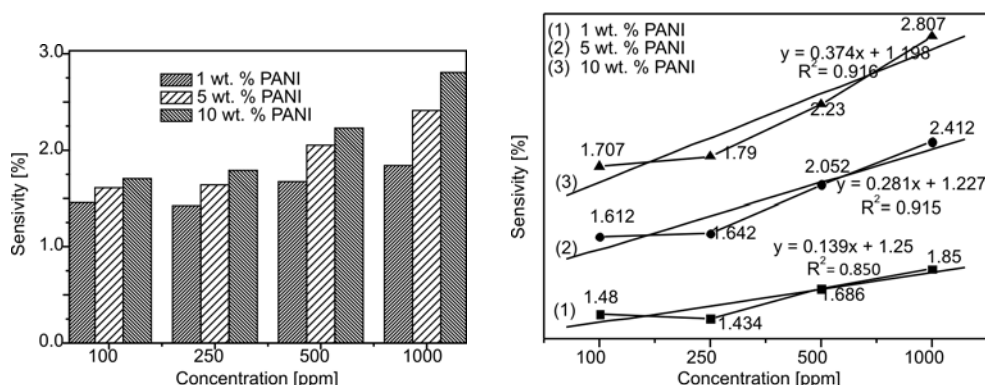 3.0
2.0
1.0
0.0
Sensivity [%]
1 wt. % PANI
5 wt. % PANI
10 wt. % PANI
100 250 500 1000
Concentration [ppm]
(1) 1 wt. % PANI
(2) 5 wt. % PANI
(3) 10 wt. % PANI
Sensivity [%]
2.807
y = 0.374x + 1.198
R2= 0.916
2.23
1.707
1.79
(3)
2.412
2.052
y = 0.281x + 1.227
R2= 0.915
1.612
1.642
(2)
y = 0.139x + 1.25
R2= 0.850
1.85
1.686
1.48
1.434
(1)
100 250 500 1000
Concentration [ppm]